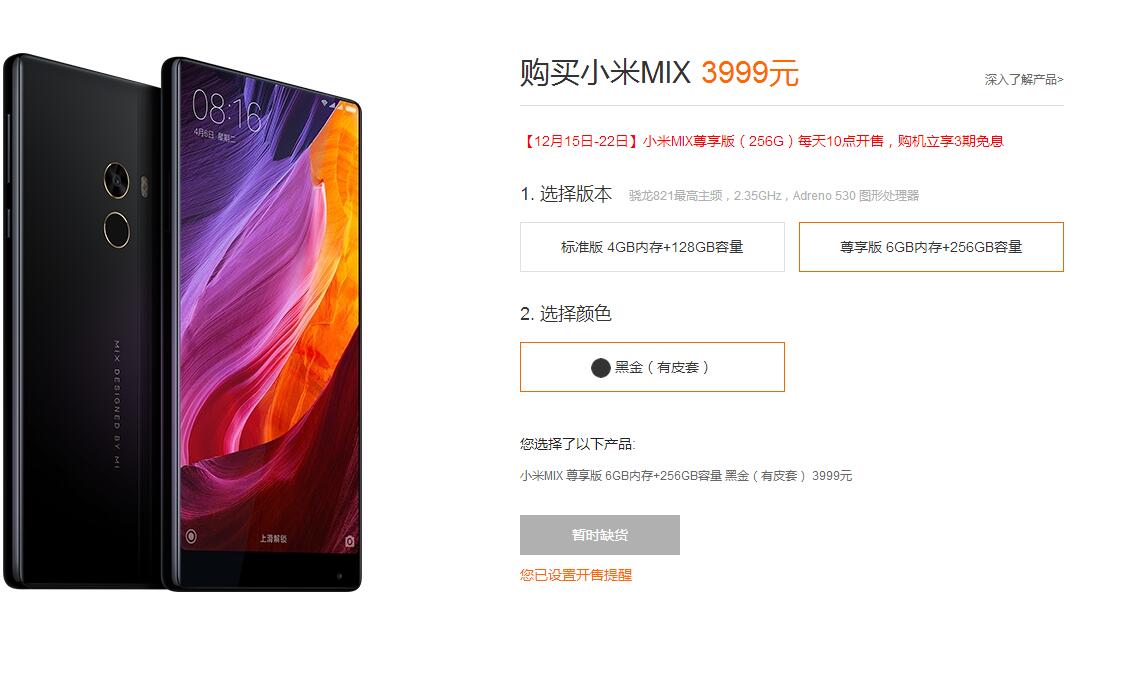 购买小米MIX 3999元
深入了解产品>
【12月15日-22日】小米MIX尊享版（256G）每天10点开售，购机立享3期免息
1. 选择版本 骁龙821最高主频，2.35GHz，Adreno 530 图形处理器
标准版 4GB内存+128GB容量
尊享版 6GB内存+256GB容量
2. 选择颜色
黑金（有皮套）
您选择了以下产品:
小米MIX 尊享版 6GB内存+256GB容量 黑金（有皮套） 3999元
暂时缺货
您已设置开售提醒
08:16
4月6日 星期二
MIX DESIGNED BY MI
上滑解锁